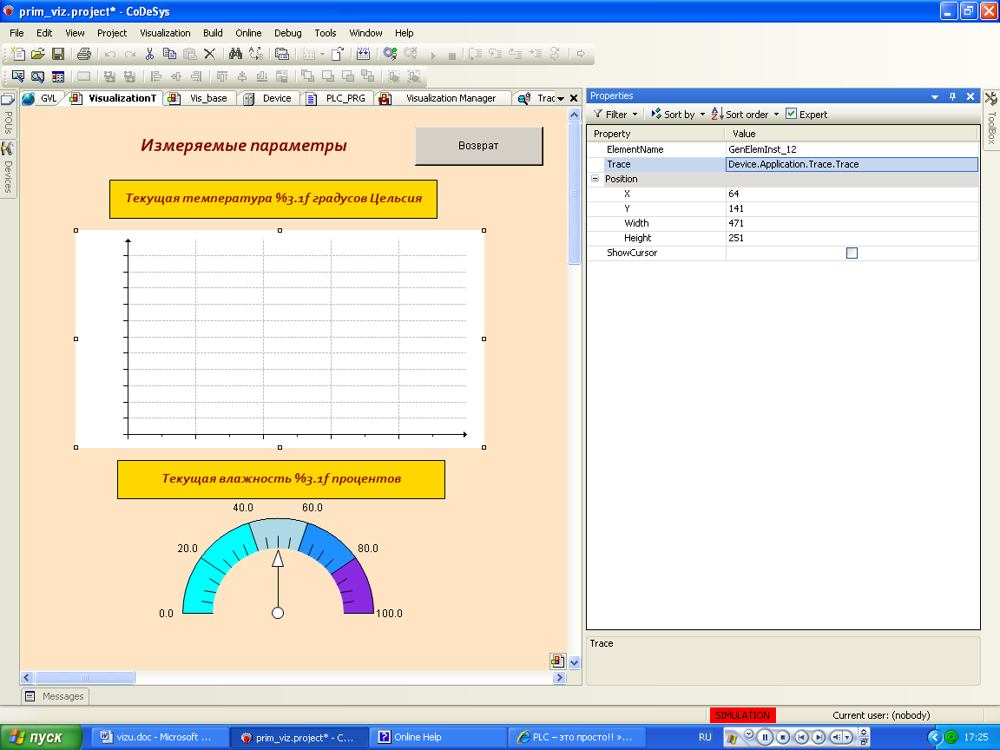 prim_viz.project* - CoDeSys
File Edit View Project Visualization Build Online Debug Tools Window Help
GVL VisualizationT Vis_base Device PLC_PRG Visualization Manager Trac
POUs
Devices
Измеряемые параметры
Возврат
Текущая температура %3.1f градусов Цельсия
Текущая влажность %3.1f процентов
40.0 60.0
20.0 80.0
0.0 100.0
Messages
Properties
Filter Sort by Sort order Expert
Property Value
ElementName GenElemInst_12
Trace Device.Application.Trace.Trace
Position
X 64
Y 141
Width 471
Height 251
ShowCursor
Trace
ToolBox
SIMULATION Current user: (nobody)
пуск vizu.doc - Microsoft ... prim_viz.project* - C... Online Help PLC – это просто!! »... RU 17:25